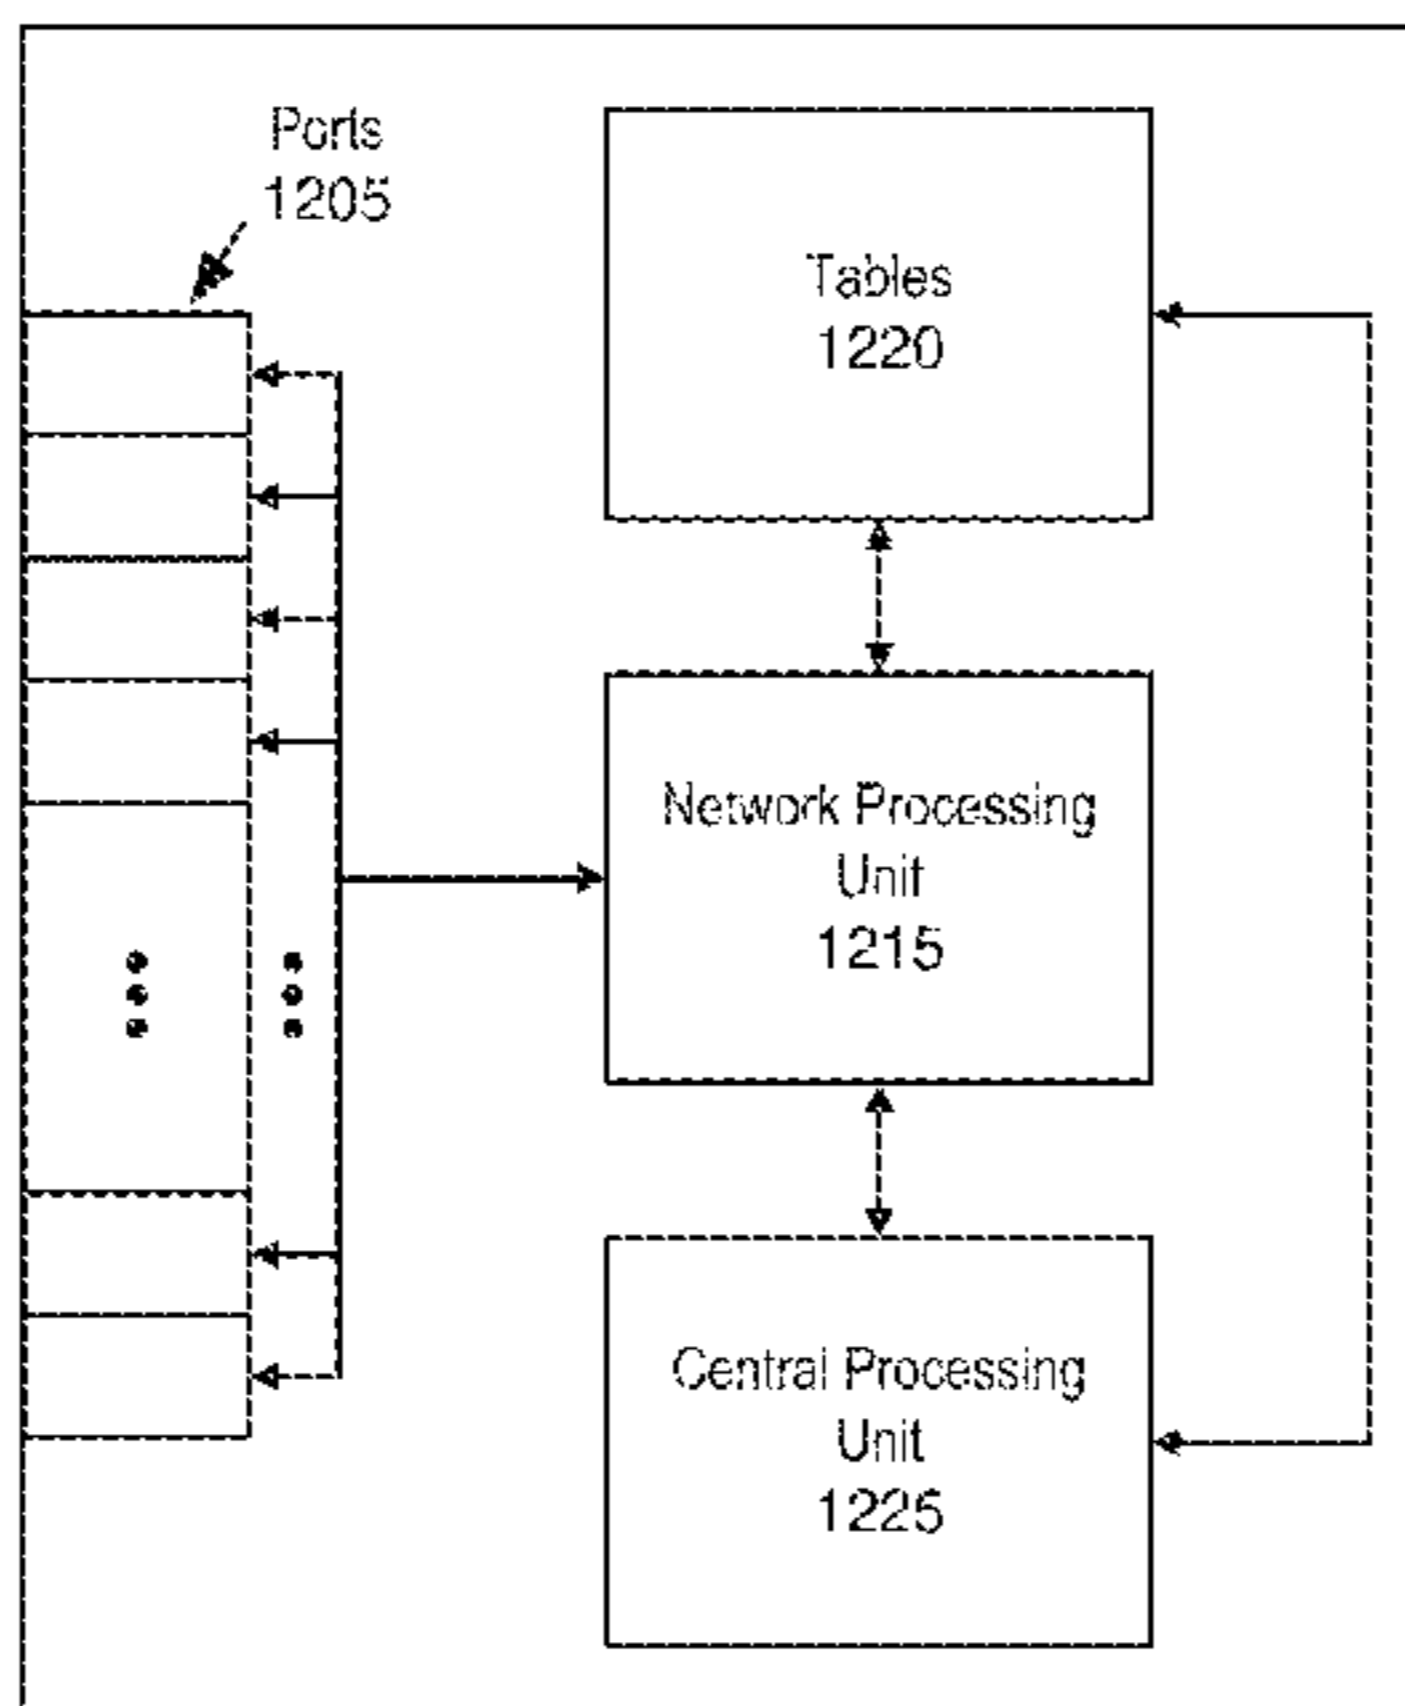 Ports
1205
Tables
1220
Network Processing
Unit
1215
Central Processing
Unit
1225